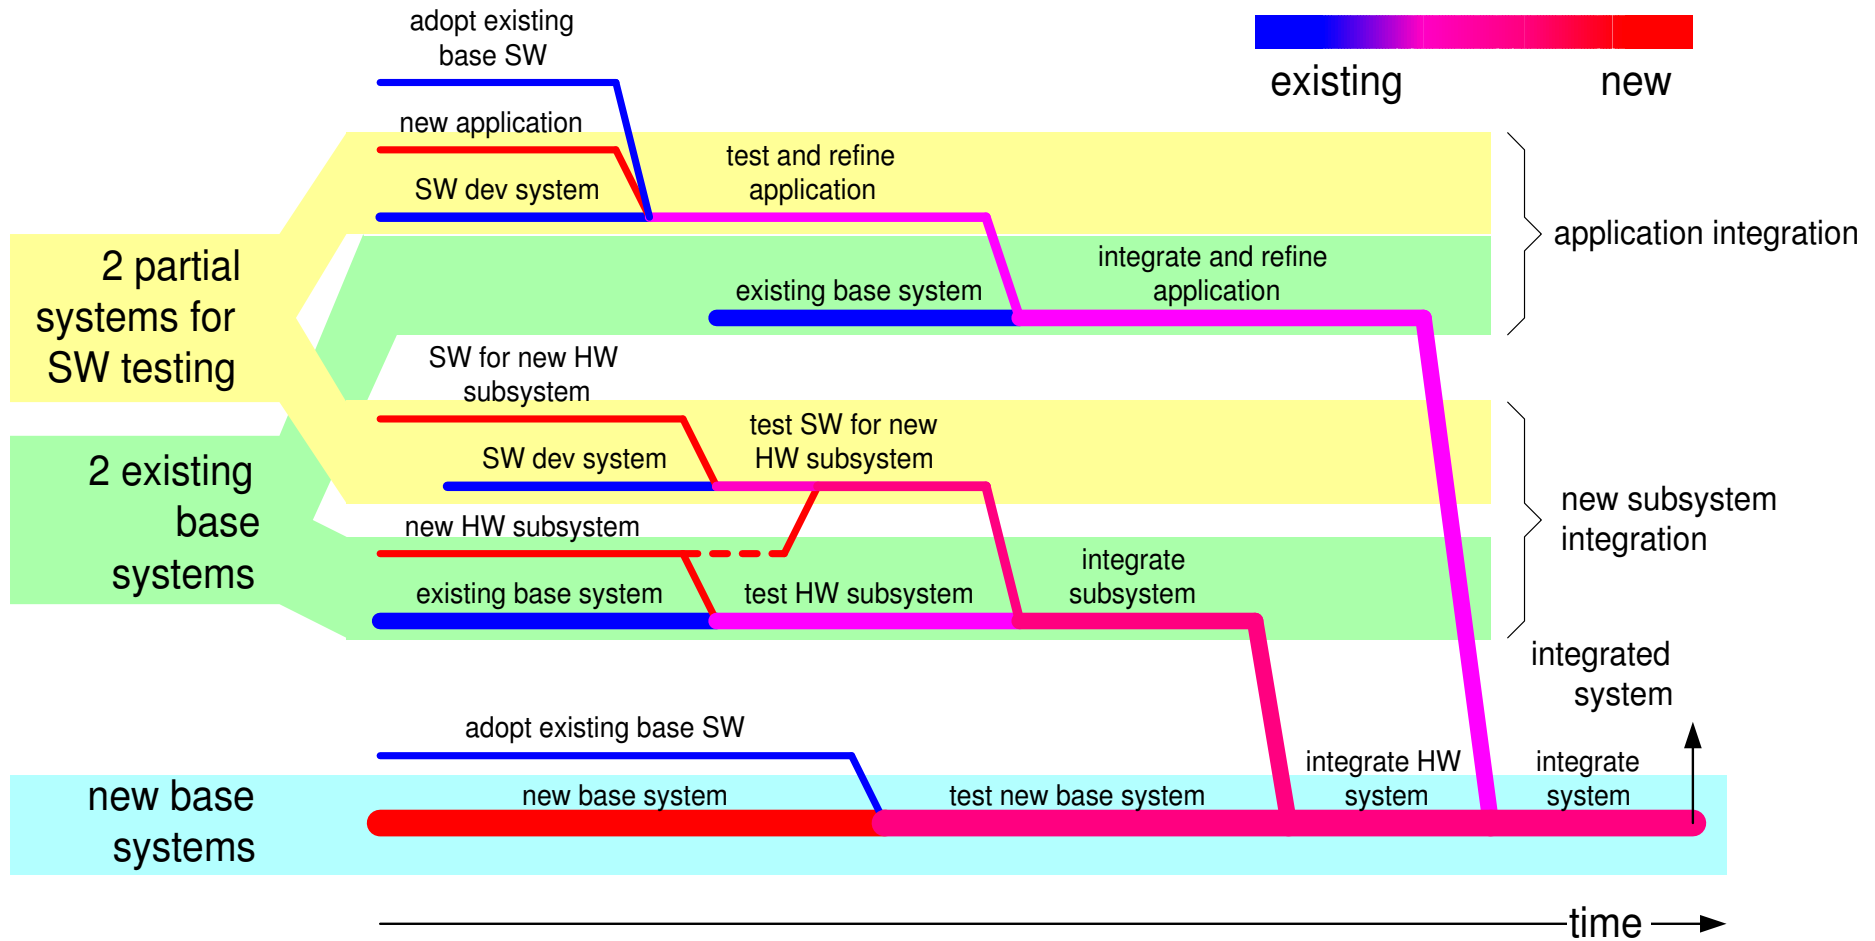 adopt existing
base SW
existing
new
new application
test and refine
application
SW dev system
application integration
2 partial
systems for
SW testing
integrate and refine
application
existing base system
SW for new HW
subsystem
test SW for new
HW subsystem
SW dev system
2 existing
base
systems
new HW subsystem
new subsystem
integration
integrate
subsystem
existing base system
test HW subsystem
integrated
system
adopt existing base SW
new base
systems
new base system
test new base system
integrate HW
system
integrate
system
time